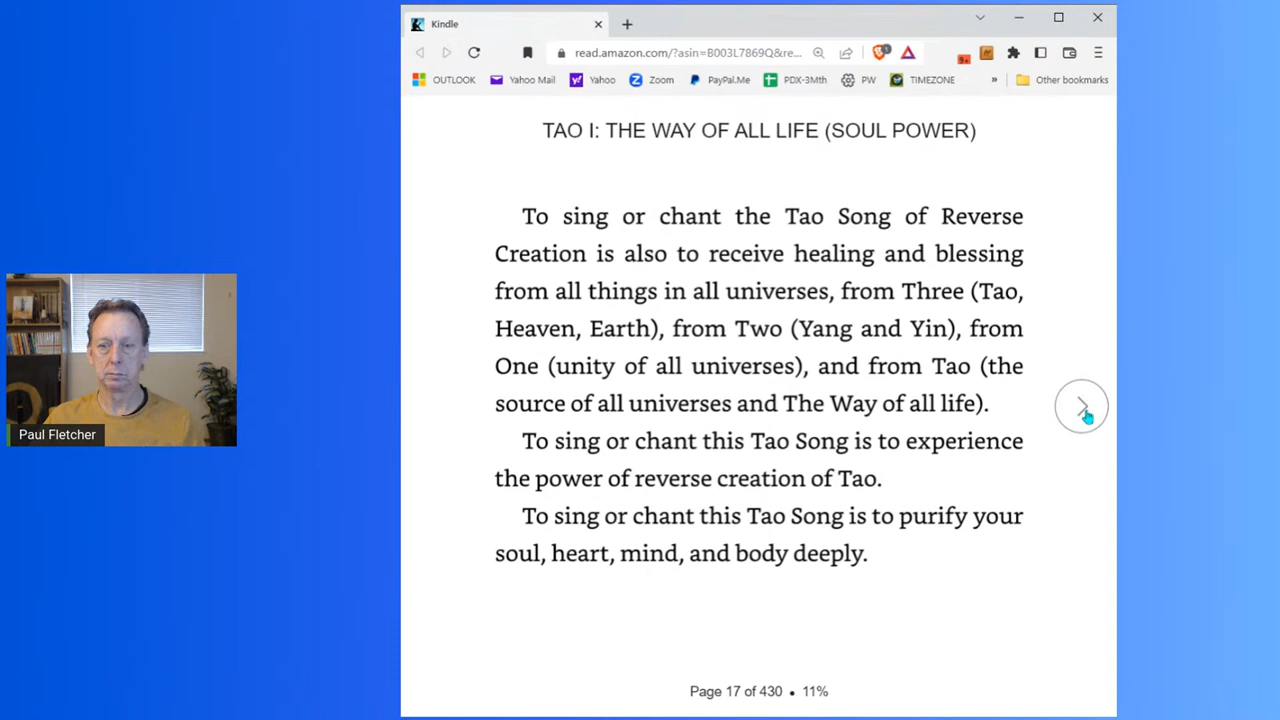 Kindle
read.amazon.com/?asin=B003L7869Q&re...
9+
OUTLOOK Yahoo Mail Yahoo Zoom PayPal.Me PDX-3Mth PW TIMEZONE » Other bookmarks
TAO I: THE WAY OF ALL LIFE (SOUL POWER)
To sing or chant the Tao Song of Reverse
Creation is also to receive healing and blessing
from all things in all universes, from Three (Tao,
Heaven, Earth), from Two (Yang and Yin), from
One (unity of all universes), and from Tao (the
source of all universes and The Way of all life).
To sing or chant this Tao Song is to experience
the power of reverse creation of Tao.
To sing or chant this Tao Song is to purify your
soul, heart, mind, and body deeply.
Page 17 of 430 • 11%
Paul Fletcher